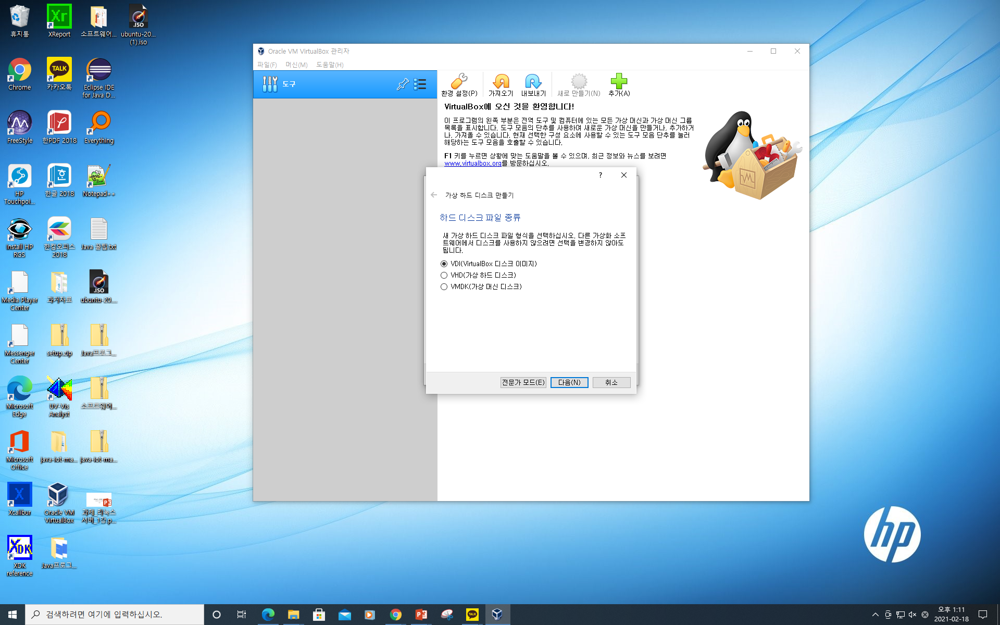 휴지통
XReport
소프트웨어...
ubuntu-20...
(1).iso
.ISO
Chrome
TALK
카카오톡
Eclipse IDE
for Java D...
FreeStyle
한PDF 2018
Everything
HP
Touchpoi...
한글 2018
Notepad++
Install HP
RGS
한컴오피스
2018
Java 꿀팁.txt
Media Player
Center
과거자료
.ISO
ubuntu-20....
Messenger
Center
setup.zip
Java프로그...
Microsoft
Edge
UV-Vis
Analyst
소프트웨어...
Microsoft
Office
java-iot-ma...
java-iot-ma...
Xcalibur
Oracle VM
VirtualBox
과제_리눅스
서버_1강.p...
XDK
XDK
reference
Java프로그...
Oracle VM VirtualBox 관리자
파일(F) 머신(M) 도움말(H)
도구
환경 설정(P) 가져오기 내보내기 새로 만들기(N) 추가(A)
VirtualBox에 오신 것을 환영합니다!
이 프로그램의 왼쪽 부분은 전역 도구 및 컴퓨터에 있는 모든 가상 머신과 가상 머신 그룹
목록을 표시합니다. 도구 모음의 단추를 사용하여 새로운 가상 머신을 만들거나, 추가하거
나, 가져올 수 있습니다. 현재 선택한 구성 요소에 사용할 수 있는 도구 모음 단추를 눌러
해당하는 도구 모음을 호출할 수 있습니다.
F1 키를 누르면 상황에 맞는 도움말을 볼 수 있으며, 최근 정보와 뉴스를 보려면
www.virtualbox.org를 방문하십시오.
?
가상 하드 디스크 만들기
하드 디스크 파일 종류
새 가상 하드 디스크 파일 형식을 선택하십시오. 다른 가상화 소프
트웨어에서 디스크를 사용하지 않으려면 선택을 변경하지 않아도
됩니다.
VDI(VirtualBox 디스크 이미지)
VHD(가상 하드 디스크)
VMDK(가상 머신 디스크)
전문가 모드(E) 다음(N) 취소
hp
검색하려면 여기에 입력하십시오.
TALK
오후 1:11
2021-02-18